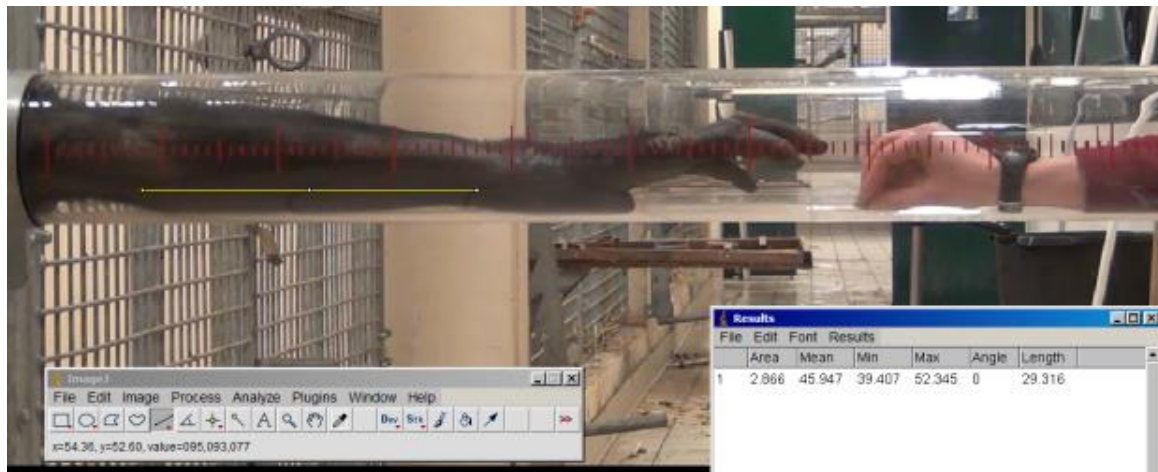 ImageJ
File Edit Image Process Analyze Plugins Window Help
A Dev Stk >>
x=54.36, y=52.60, value=095,093,077
Results
File Edit Font Results
Area Mean Min Max Angle Length
1 2.866 45.947 39.407 52.345 0 29.316